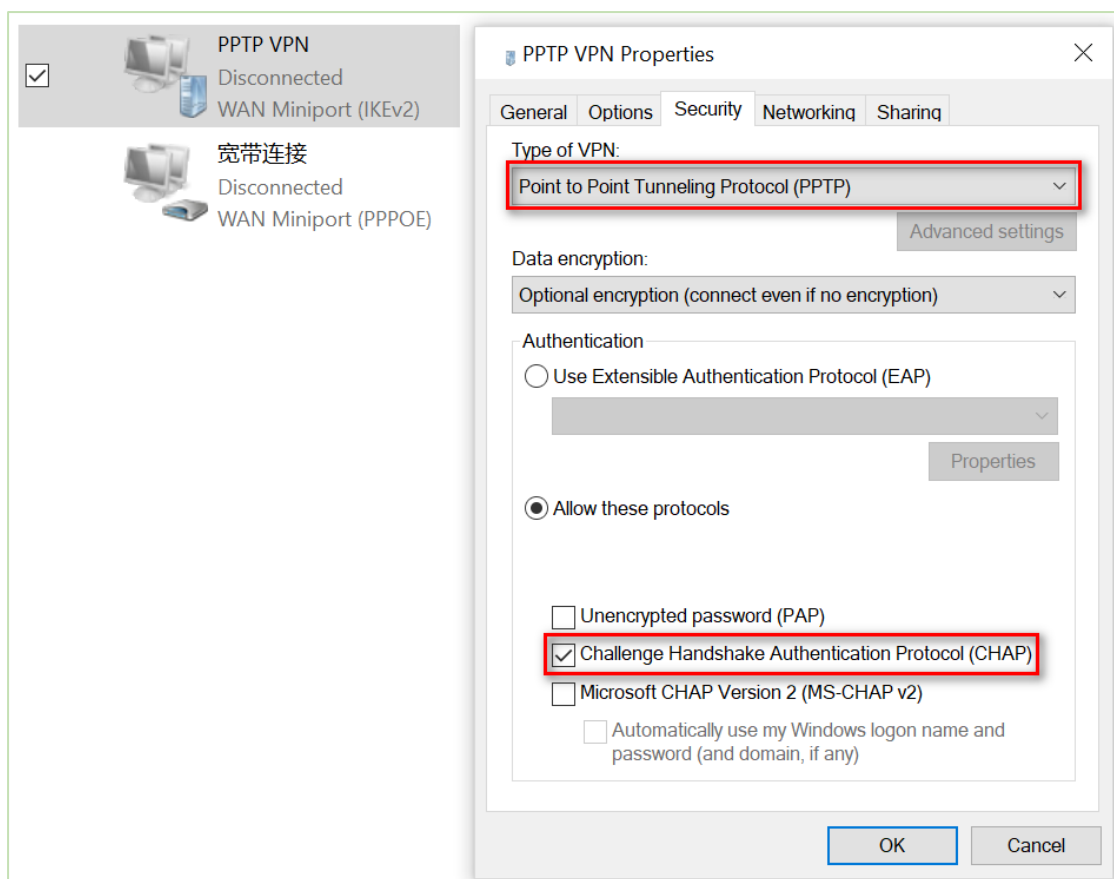 PPTP VPN
Disconnected
WAN Miniport (IKEv2)
宽带连接
Disconnected
WAN Miniport (PPPOE)
PPTP VPN Properties
General Options Security Networking Sharing
Type of VPN:
Point to Point Tunneling Protocol (PPTP)
Advanced settings
Data encryption:
Optional encryption (connect even if no encryption)
Authentication
Use Extensible Authentication Protocol (EAP)
Properties
Allow these protocols
Unencrypted password (PAP)
Challenge Handshake Authentication Protocol (CHAP)
Microsoft CHAP Version 2 (MS-CHAP v2)
Automatically use my Windows logon name and
password (and domain, if any)
OK Cancel